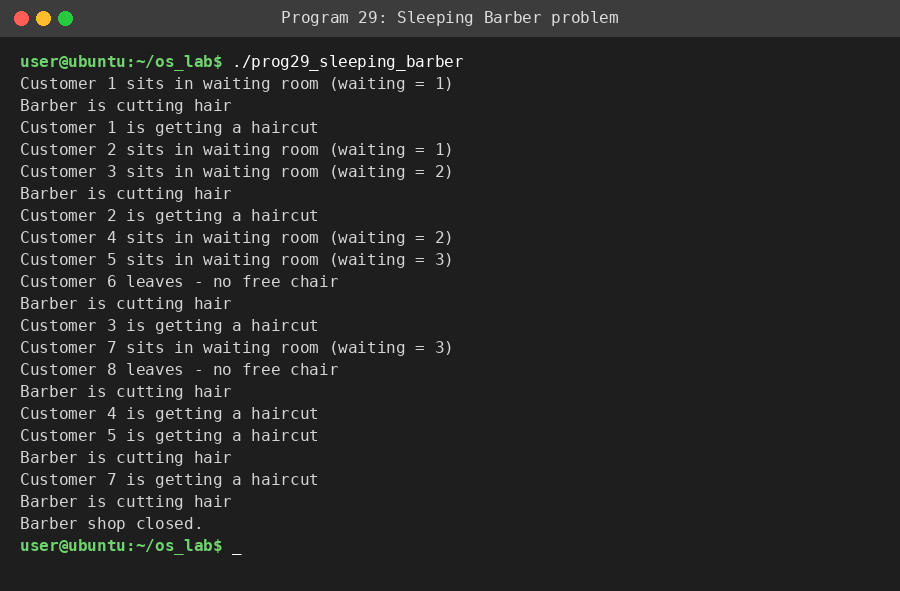 Program 29: Sleeping Barber problem
user@ubuntu:~/os_lab$ ./prog29_sleeping_barber
Customer 1 sits in waiting room (waiting = 1)
Barber is cutting hair
Customer 1 is getting a haircut
Customer 2 sits in waiting room (waiting = 1)
Customer 3 sits in waiting room (waiting = 2)
Barber is cutting hair
Customer 2 is getting a haircut
Customer 4 sits in waiting room (waiting = 2)
Customer 5 sits in waiting room (waiting = 3)
Customer 6 leaves - no free chair
Barber is cutting hair
Customer 3 is getting a haircut
Customer 7 sits in waiting room (waiting = 3)
Customer 8 leaves - no free chair
Barber is cutting hair
Customer 4 is getting a haircut
Customer 5 is getting a haircut
Barber is cutting hair
Customer 7 is getting a haircut
Barber is cutting hair
Barber shop closed.
user@ubuntu:~/os_lab$ _